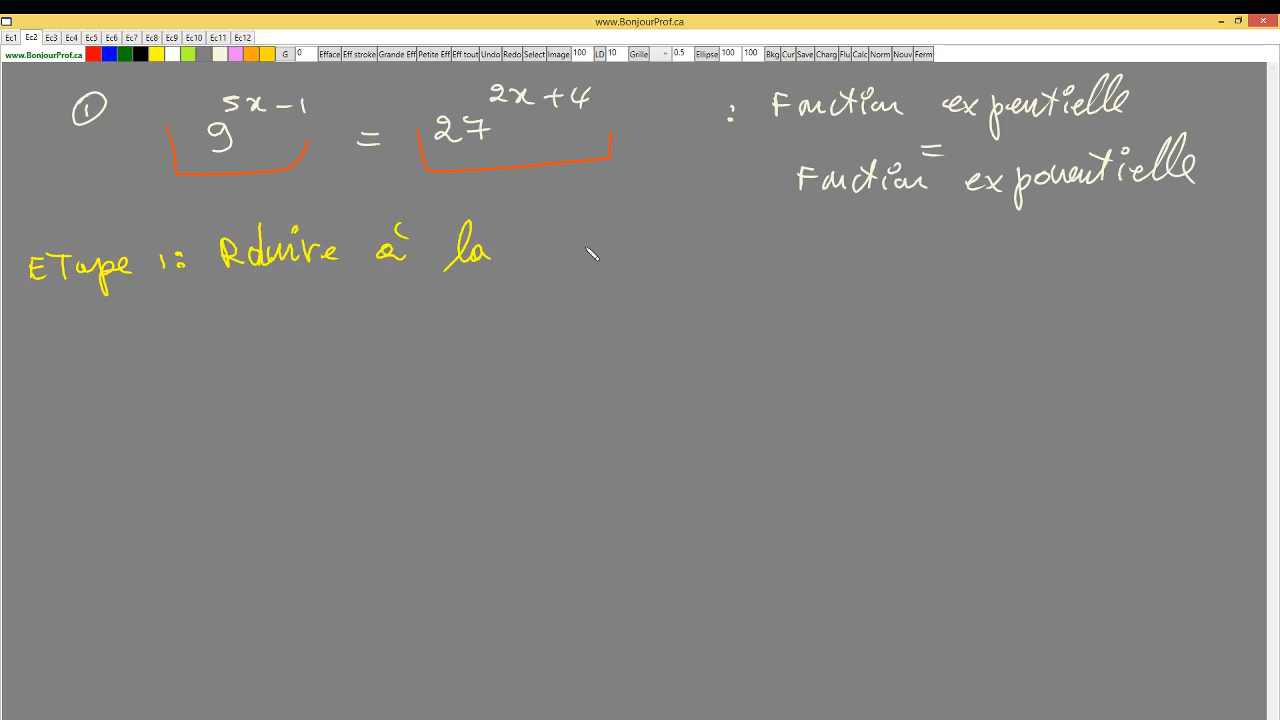 www.BonjourProf.ca
Ec1 Ec2 Ec3 Ec4 Ec5 Ec6 Ec7 Ec8 Ec9 Ec10 Ec11 Ec12
www.BonjourProf.ca G 0 Efface Eff stroke Grande Eff Petite Eff Eff tout Undo Redo Select Image 100 LD 10 Grille 0.5 Ellipse 100 100 Bkg Cur Save Charg Flu Calc Norm Nouv Ferm
① 9^{5x-1} = 27^{2x+4} : Fonction expentielle
=
Fonction exponentielle
ETape 1: Rduire à la